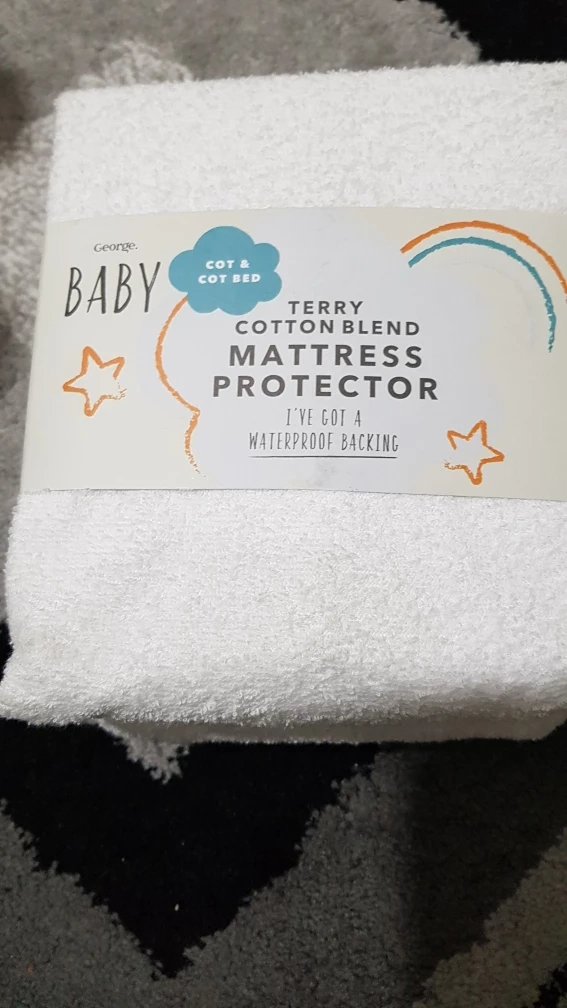 George.
BABY
COT &
COT BED
TERRY
COTTON BLEND
MATTRESS
PROTECTOR
I'VE GOT A
WATERPROOF BACKING